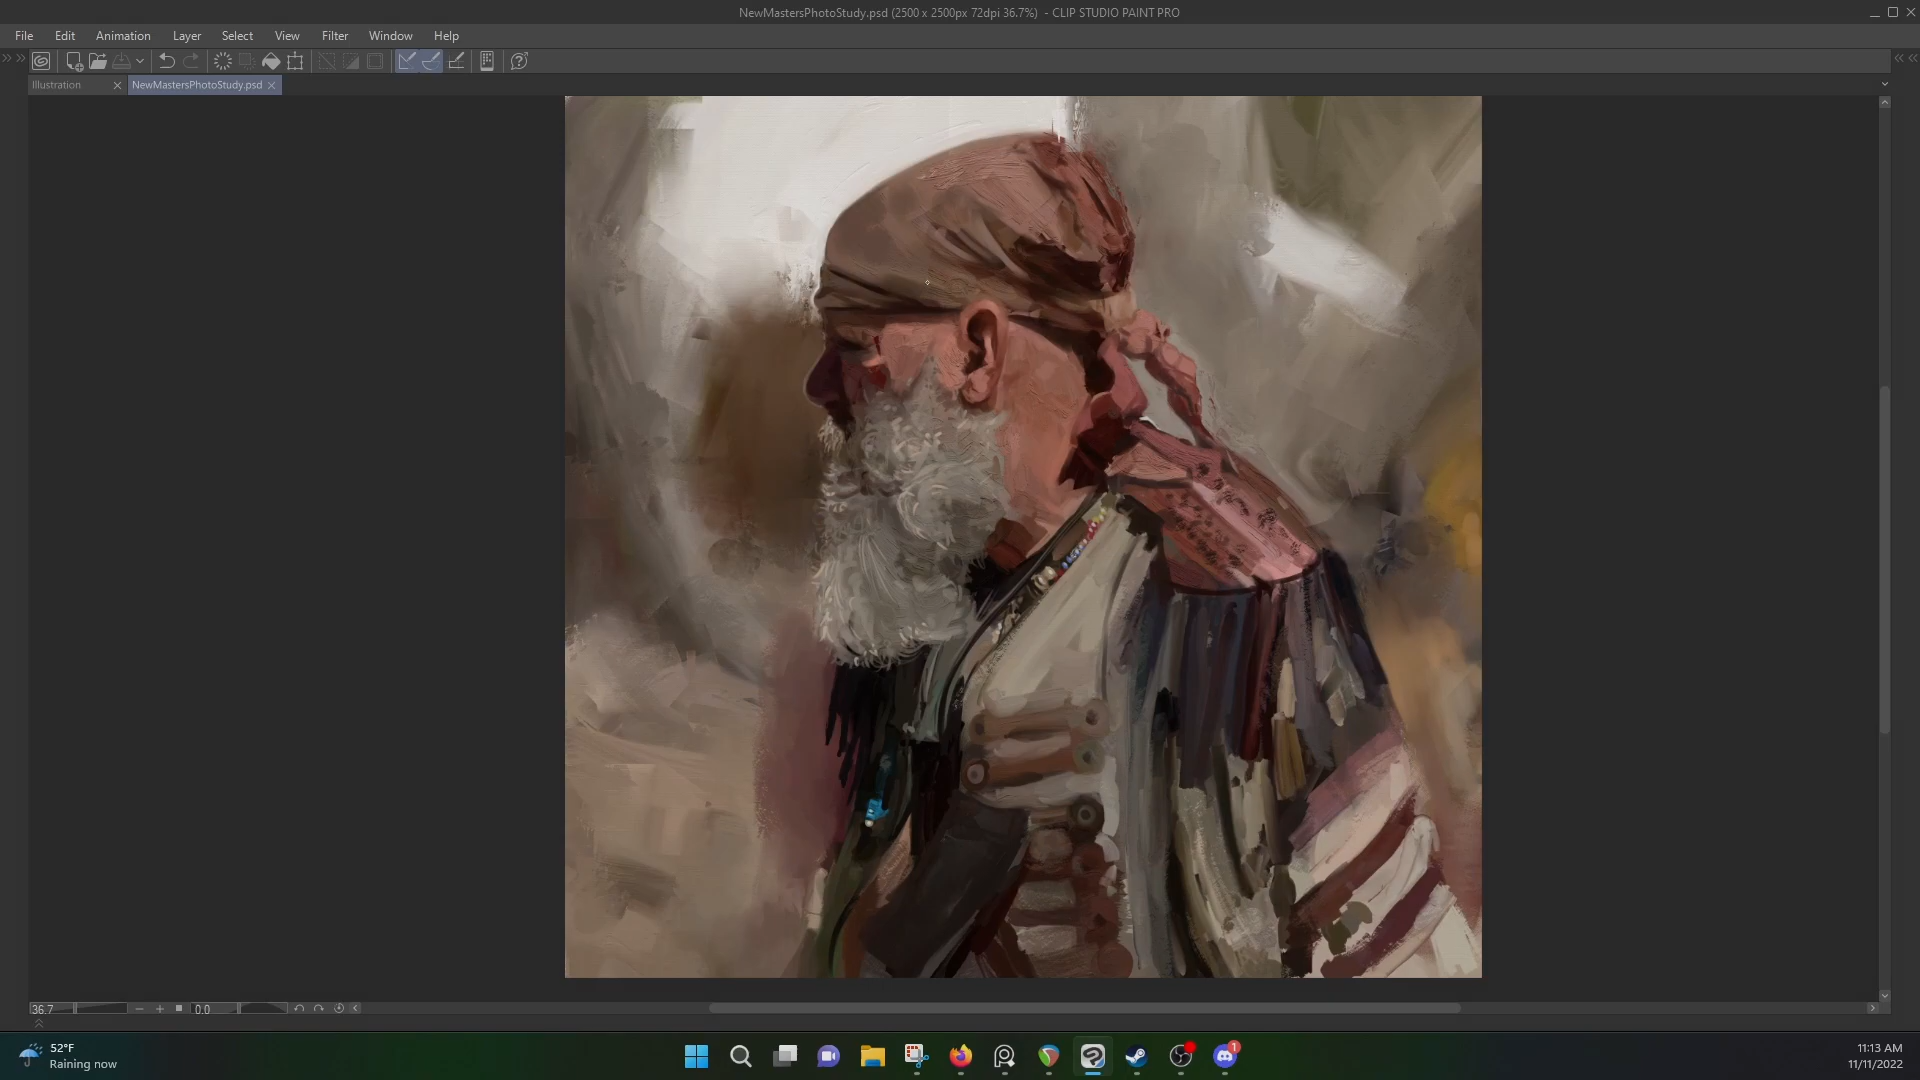 NewMastersPhotoStudy.psd (2500 x 2500px 72dpi 36.7%) - CLIP STUDIO PAINT PRO
File Edit Animation Layer Select View Filter Window Help
Illustration NewMastersPhotoStudy.psd
36.7 0.0
52°F
Raining now
1
11:13 AM
11/11/2022